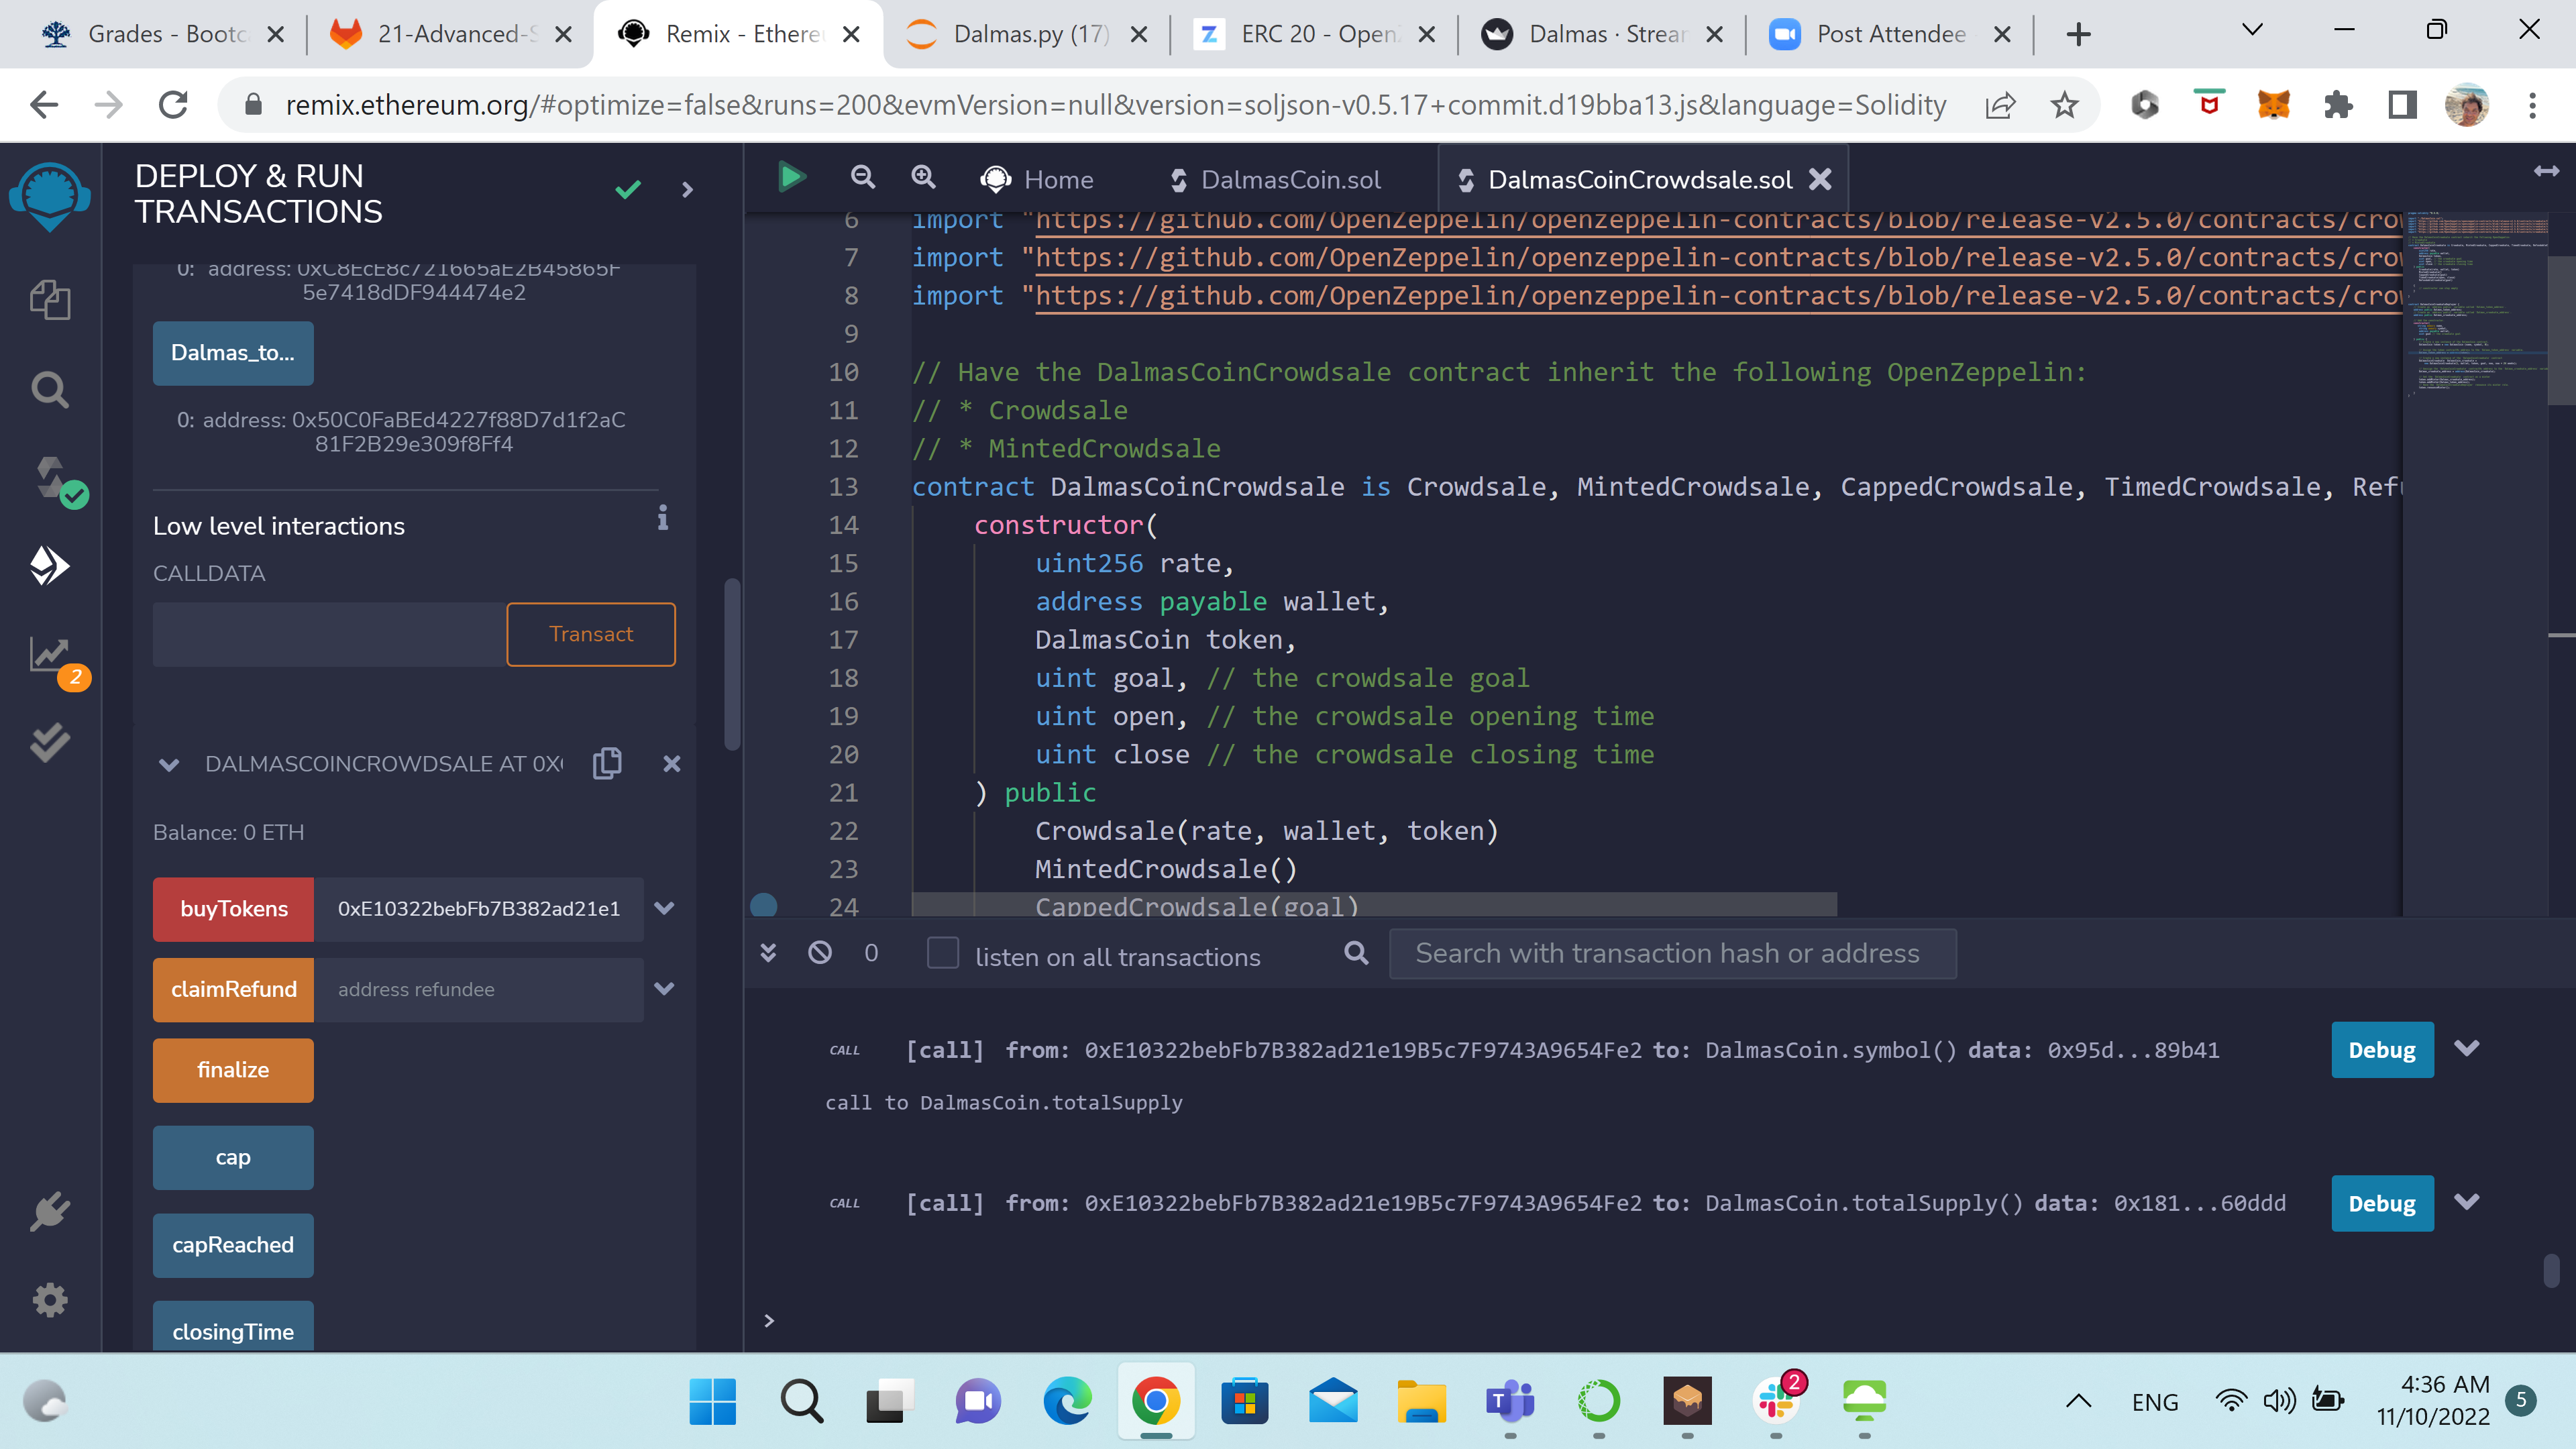 Grades - Bootc
21-Advanced-S
Remix - Ethereu
Dalmas.py (17)
ERC 20 - Open
Dalmas · Strear
Post Attendee
remix.ethereum.org/#optimize=false&runs=200&evmVersion=null&version=soljson-v0.5.17+commit.d19bba13.js&language=Solidity
DEPLOY & RUN
TRANSACTIONS
0: address: 0xC8EcE8c721665aE2B45865F
5e7418dDF944474e2
Dalmas_to...
0: address: 0x50C0FaBEd4227f88D7d1f2aC
81F2B29e309f8Ff4
Low level interactions
CALLDATA
Transact
DALMASCOINCROWDSALE AT 0X
Balance: 0 ETH
buyTokens 0xE10322bebFb7B382ad21e1
claimRefund address refundee
finalize
cap
capReached
closingTime
2
Home
DalmasCoin.sol
DalmasCoinCrowdsale.sol
6 import "https://github.com/OpenZeppelin/openzeppelin-contracts/blob/release-v2.5.0/contracts/crow
7 import "https://github.com/OpenZeppelin/openzeppelin-contracts/blob/release-v2.5.0/contracts/crow
8 import "https://github.com/OpenZeppelin/openzeppelin-contracts/blob/release-v2.5.0/contracts/crow
9
10 // Have the DalmasCoinCrowdsale contract inherit the following OpenZeppelin:
11 // * Crowdsale
12 // * MintedCrowdsale
13 contract DalmasCoinCrowdsale is Crowdsale, MintedCrowdsale, CappedCrowdsale, TimedCrowdsale, Refu
14 constructor(
15 uint256 rate,
16 address payable wallet,
17 DalmasCoin token,
18 uint goal, // the crowdsale goal
19 uint open, // the crowdsale opening time
20 uint close // the crowdsale closing time
21 ) public
22 Crowdsale(rate, wallet, token)
23 MintedCrowdsale()
24 CappedCrowdsale(goal)
0 listen on all transactions
Search with transaction hash or address
CALL [call] from: 0xE10322bebFb7B382ad21e19B5c7F9743A9654Fe2 to: DalmasCoin.symbol() data: 0x95d...89b41
Debug
call to DalmasCoin.totalSupply
CALL [call] from: 0xE10322bebFb7B382ad21e19B5c7F9743A9654Fe2 to: DalmasCoin.totalSupply() data: 0x181...60ddd
Debug
>
2
ENG
4:36 AM
11/10/2022
5